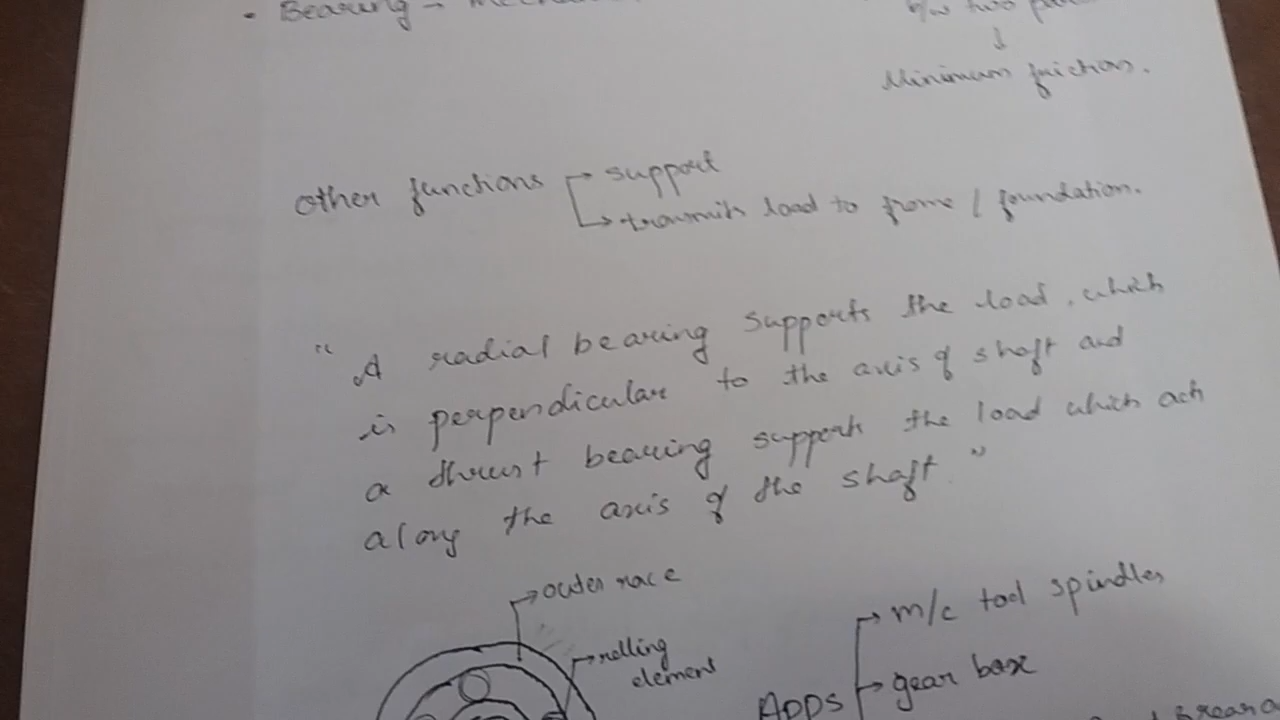 • Bearing –
b/w two
↓
Minimum friction.
Other functions → support
→ transmits load to frame / foundation.
" A radial bearing supports the load, which
is perpendicular to the axis of shaft and
a thrust bearing supports the load which acts
along the axis of the shaft "
→ outer race
→ rolling
element
Apps → m/c tool spindles
→ gear box